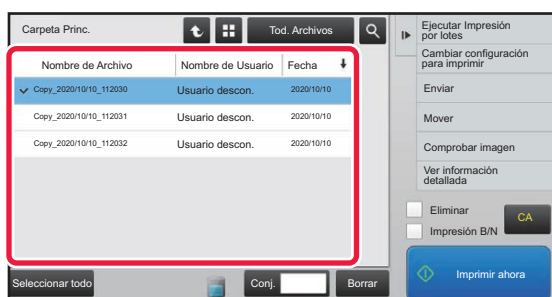 Carpeta Princ.
Tod. Archivos
Nombre de Archivo
Nombre de Usuario
Fecha
Copy_2020/10/10_112030
Usuario descon.
2020/10/10
Copy_2020/10/10_112031
Usuario descon.
2020/10/10
Copy_2020/10/10_112032
Usuario descon.
2020/10/10
Seleccionar todo
Conj.
Borrar
Ejecutar Impresión
por lotes
Cambiar configuración
para imprimir
Enviar
Mover
Comprobar imagen
Ver información
detallada
Eliminar
Impresión B/N
CA
Imprimir ahora